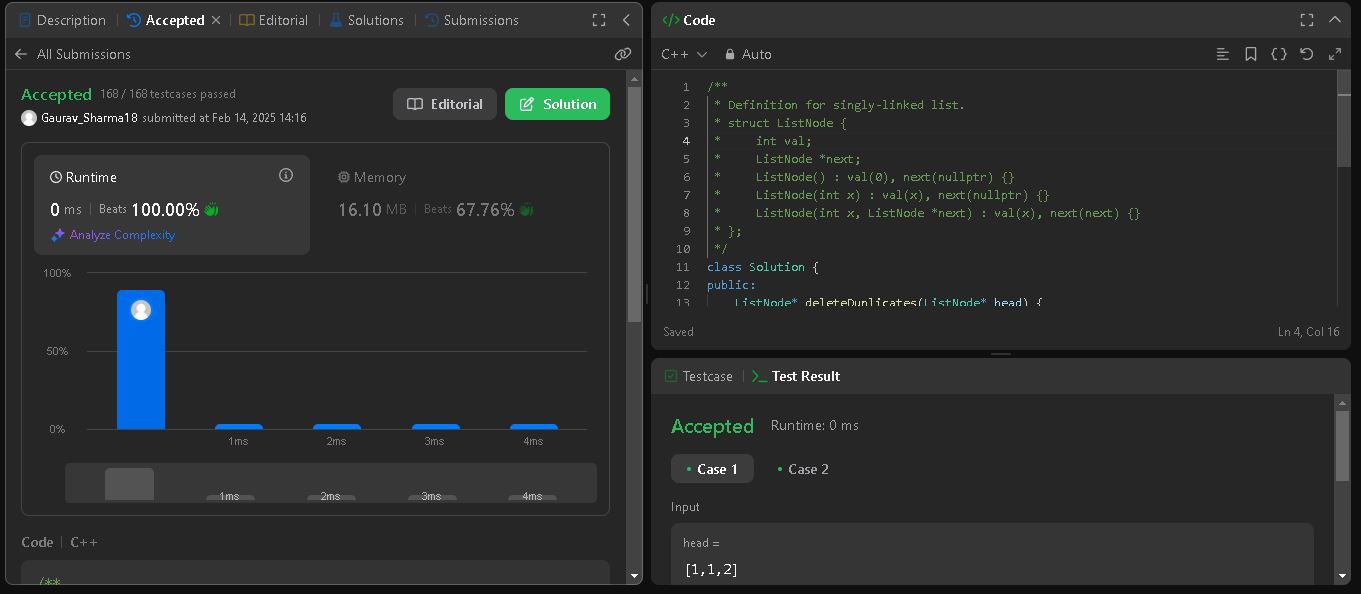 Description Accepted Editorial Solutions Submissions
All Submissions
Accepted 168 / 168 testcases passed
Gaurav_Sharma18 submitted at Feb 14, 2025 14:16
Editorial Solution
Runtime
0 ms Beats 100.00%
Analyze Complexity
Memory
16.10 MB Beats 67.76%
100%
50%
0%
1ms 2ms 3ms 4ms
1ms 2ms 3ms 4ms
Code C++
/**
</> Code
C++ Auto
1 /**
2 * Definition for singly-linked list.
3 * struct ListNode {
4 * int val;
5 * ListNode *next;
6 * ListNode() : val(0), next(nullptr) {}
7 * ListNode(int x) : val(x), next(nullptr) {}
8 * ListNode(int x, ListNode *next) : val(x), next(next) {}
9 * };
10 */
11 class Solution {
12 public:
13 ListNode* deleteDuplicates(ListNode* head) {
Saved Ln 4, Col 16
Testcase >_ Test Result
Accepted Runtime: 0 ms
• Case 1 • Case 2
Input
head =
[1,1,2]